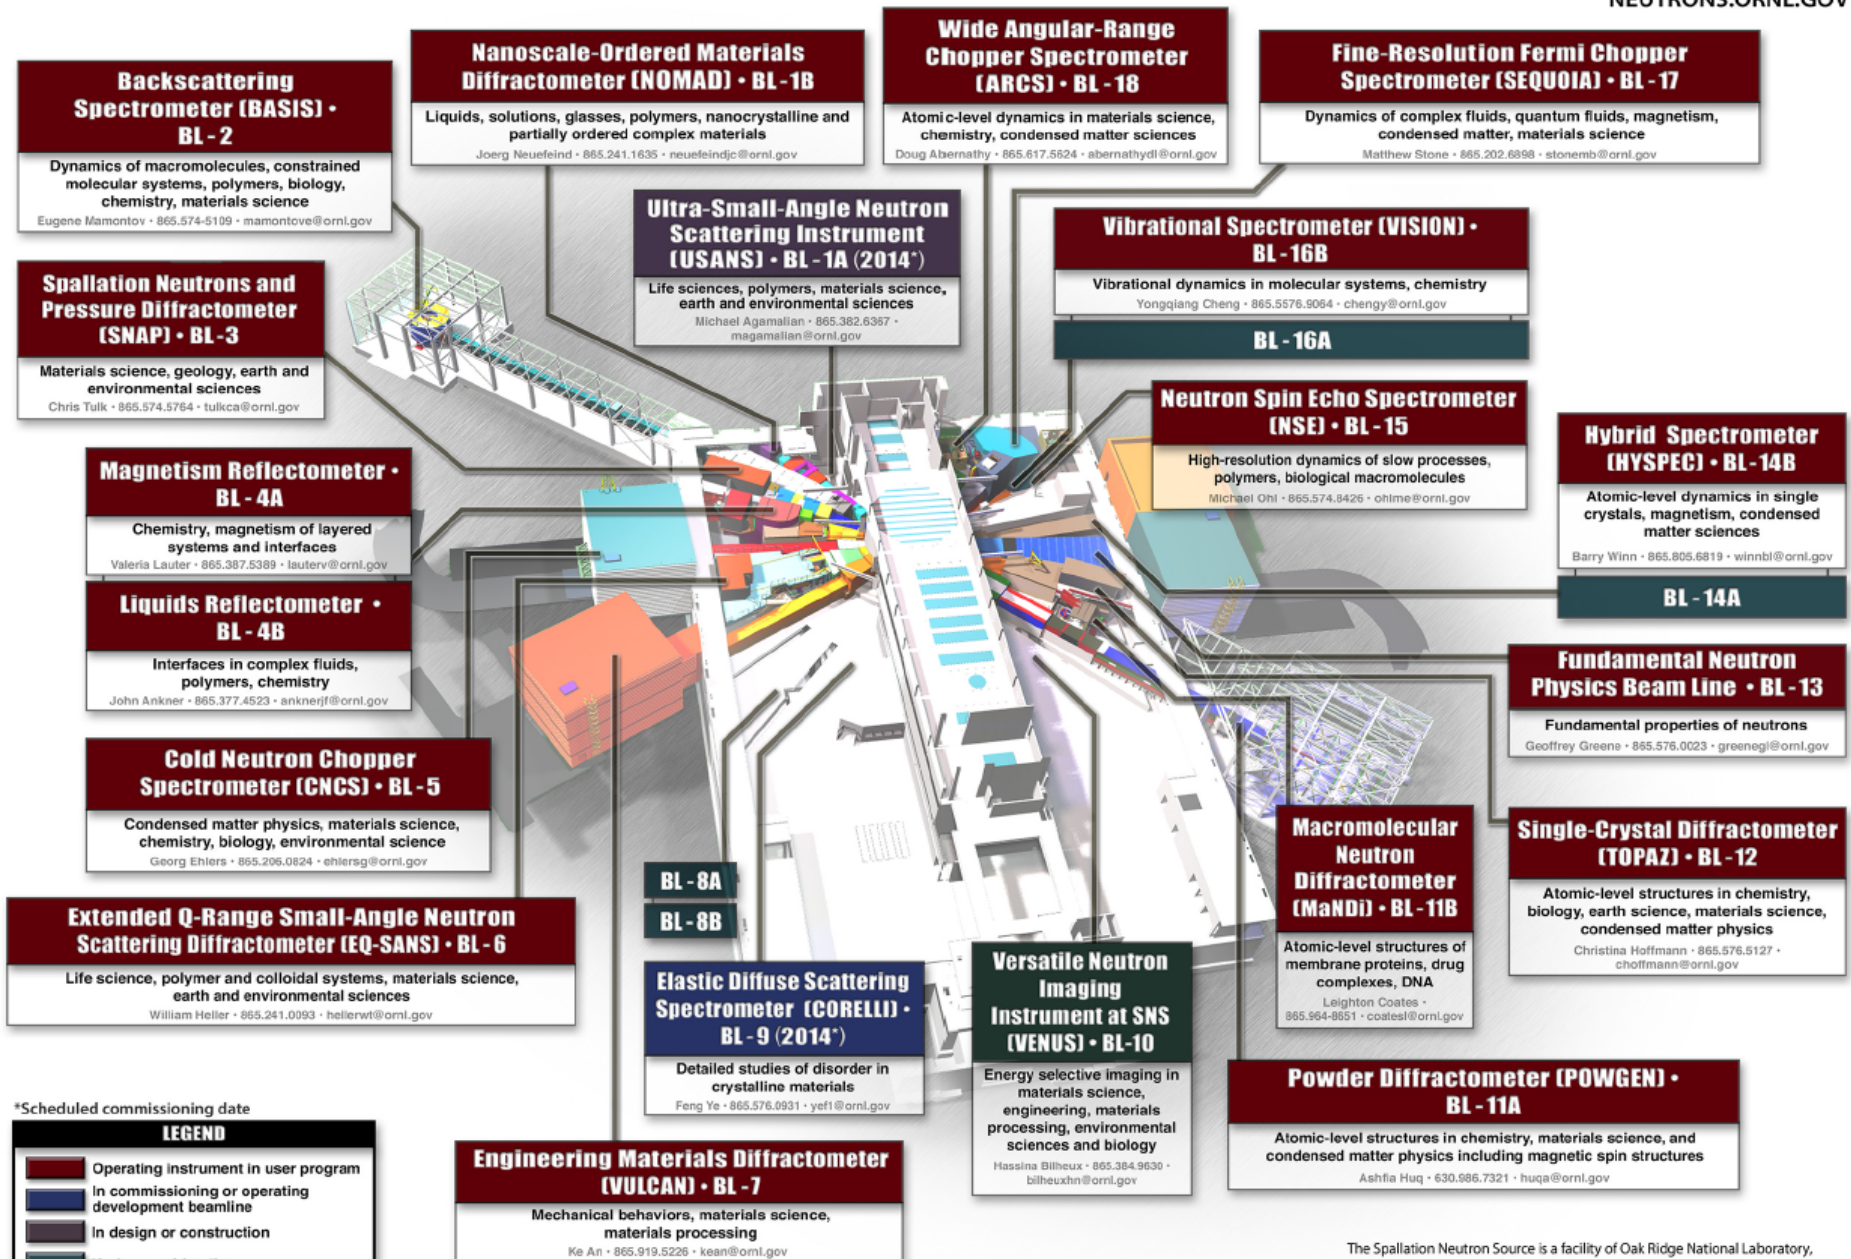 NEUTRONS.ORNL.GOV
Backscattering
Spectrometer (BASIS) •
BL - 2
Dynamics of macromolecules, constrained
molecular systems, polymers, biology,
chemistry, materials science
Eugene Mamontov • 865.574-5109 • mamontove@ornl.gov
Nanoscale-Ordered Materials
Diffractometer (NOMAD) • BL - 1B
Liquids, solutions, glasses, polymers, nanocrystalline and
partially ordered complex materials
Joerg Neuefeind • 865.241.1635 • neuefeindjc@ornl.gov
Wide Angular-Range
Chopper Spectrometer
(ARCS) • BL - 18
Atomic-level dynamics in materials science,
chemistry, condensed matter sciences
Doug Abernathy • 865.617.5624 • abernathydl@ornl.gov
Fine-Resolution Fermi Chopper
Spectrometer (SEQUOIA) • BL - 17
Dynamics of complex fluids, quantum fluids, magnetism,
condensed matter, materials science
Matthew Stone • 865.202.6898 • stonemb@ornl.gov
Ultra-Small-Angle Neutron
Scattering Instrument
(USANS) • BL - 1A (2014*)
Life sciences, polymers, materials science,
earth and environmental sciences
Michael Agamalian • 865.382.6367 •
magamalian@ornl.gov
Vibrational Spectrometer (VISION) •
BL - 16B
Vibrational dynamics in molecular systems, chemistry
Yongqiang Cheng • 865.5576.9064 • chengy@ornl.gov
BL - 16A
Spallation Neutrons and
Pressure Diffractometer
(SNAP) • BL - 3
Materials science, geology, earth and
environmental sciences
Chris Tulk • 865.574.5764 • tulkca@ornl.gov
Neutron Spin Echo Spectrometer
(NSE) • BL - 15
High-resolution dynamics of slow processes,
polymers, biological macromolecules
Michael Ohl • 865.574.8426 • ohlme@ornl.gov
Hybrid Spectrometer
(HYSPEC) • BL - 14B
Atomic-level dynamics in single
crystals, magnetism, condensed
matter sciences
Barry Winn • 865.805.6819 • winnbl@ornl.gov
BL - 14A
Magnetism Reflectometer •
BL - 4A
Chemistry, magnetism of layered
systems and interfaces
Valeria Lauter • 865.387.5389 • lauterv@ornl.gov
Liquids Reflectometer •
BL - 4B
Interfaces in complex fluids,
polymers, chemistry
John Ankner • 865.377.4523 • anknerjf@ornl.gov
Fundamental Neutron
Physics Beam Line • BL - 13
Fundamental properties of neutrons
Geoffrey Greene • 865.576.0023 • greenegl@ornl.gov
Cold Neutron Chopper
Spectrometer (CNCS) • BL - 5
Condensed matter physics, materials science,
chemistry, biology, environmental science
Georg Ehlers • 865.206.0824 • ehlersg@ornl.gov
Macromolecular
Neutron
Diffractometer
(MaNDi) • BL - 11B
Atomic-level structures of
membrane proteins, drug
complexes, DNA
Leighton Coates •
865.964-8651 • coatesl@ornl.gov
Single-Crystal Diffractometer
(TOPAZ) • BL - 12
Atomic-level structures in chemistry,
biology, earth science, materials science,
condensed matter physics
Christina Hoffmann • 865.576.5127 •
choffmann@ornl.gov
BL - 8A
BL - 8B
Extended Q-Range Small-Angle Neutron
Scattering Diffractometer (EQ-SANS) • BL - 6
Life science, polymer and colloidal systems, materials science,
earth and environmental sciences
William Heller • 865.241.0093 • hellerwt@ornl.gov
Elastic Diffuse Scattering
Spectrometer (CORELLI) •
BL - 9 (2014*)
Detailed studies of disorder in
crystalline materials
Feng Ye • 865.576.0931 • yef1@ornl.gov
Versatile Neutron
Imaging
Instrument at SNS
(VENUS) • BL-10
Energy selective imaging in
materials science,
engineering, materials
processing, environmental
sciences and biology
Hassina Bilheux • 865.384.9630 •
bilheuxhn@ornl.gov
Powder Diffractometer (POWGEN) •
BL - 11A
Atomic-level structures in chemistry, materials science, and
condensed matter physics including magnetic spin structures
Ashfia Huq • 630.986.7321 • huqa@ornl.gov
Engineering Materials Diffractometer
(VULCAN) • BL - 7
Mechanical behaviors, materials science,
materials processing
Ke An • 865.919.5226 • kean@ornl.gov
*Scheduled commissioning date
LEGEND
Operating instrument in user program
In commissioning or operating
development beamline
In design or construction
The Spallation Neutron Source is a facility of Oak Ridge National Laboratory,